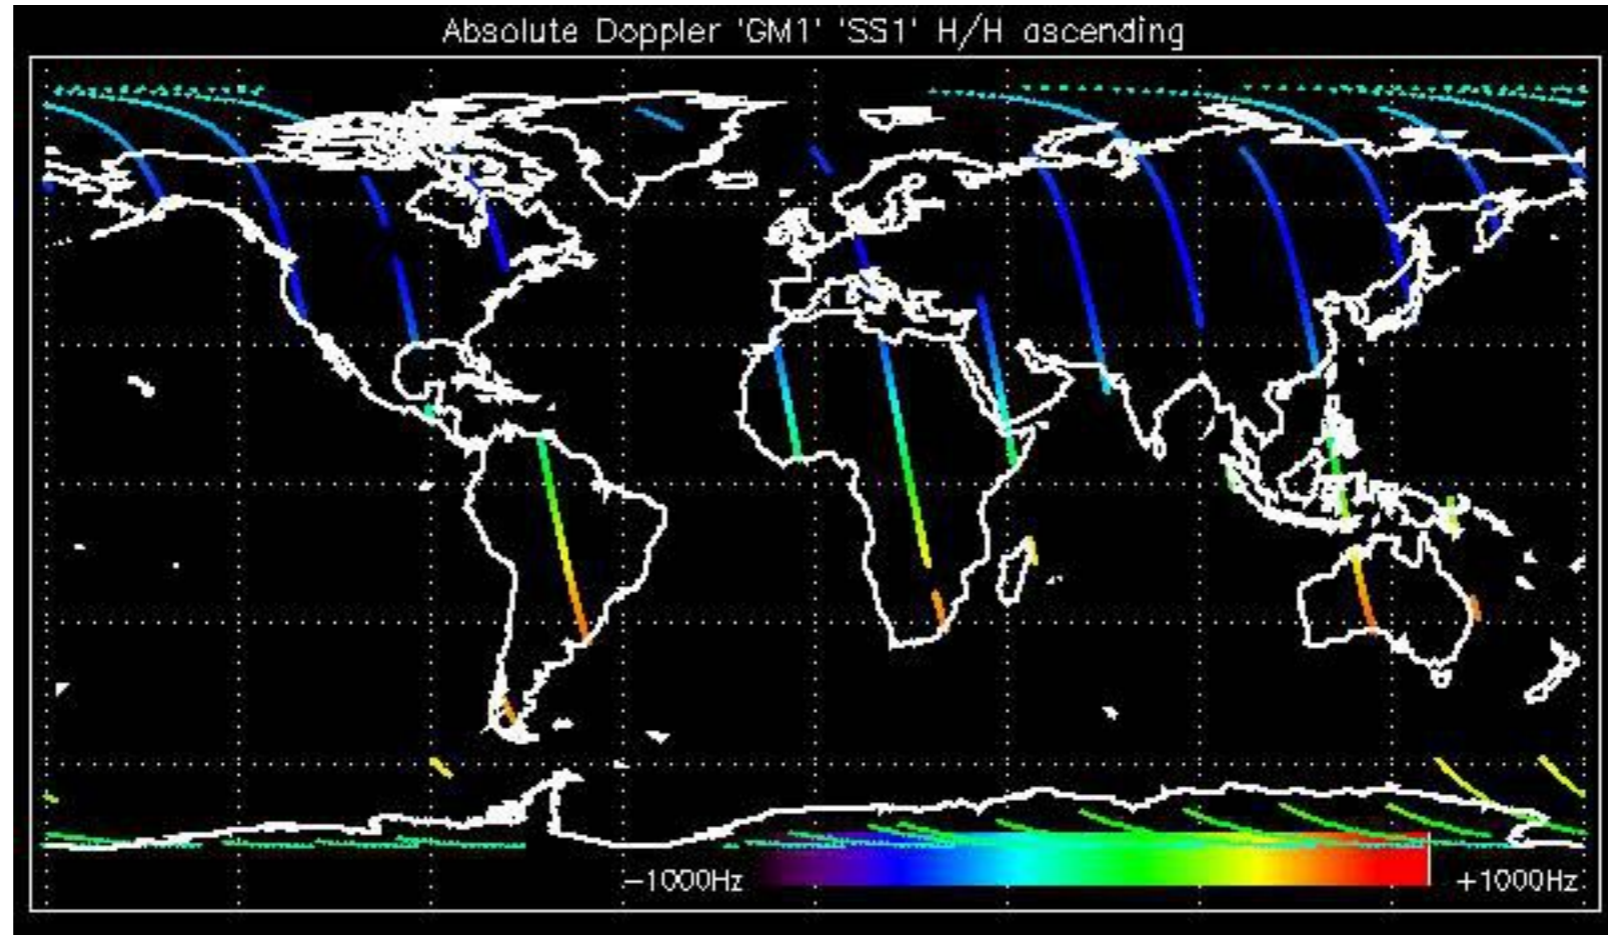 Absolute Doppler 'GM1' 'SS1' H/H ascending
−1000Hz +1000Hz